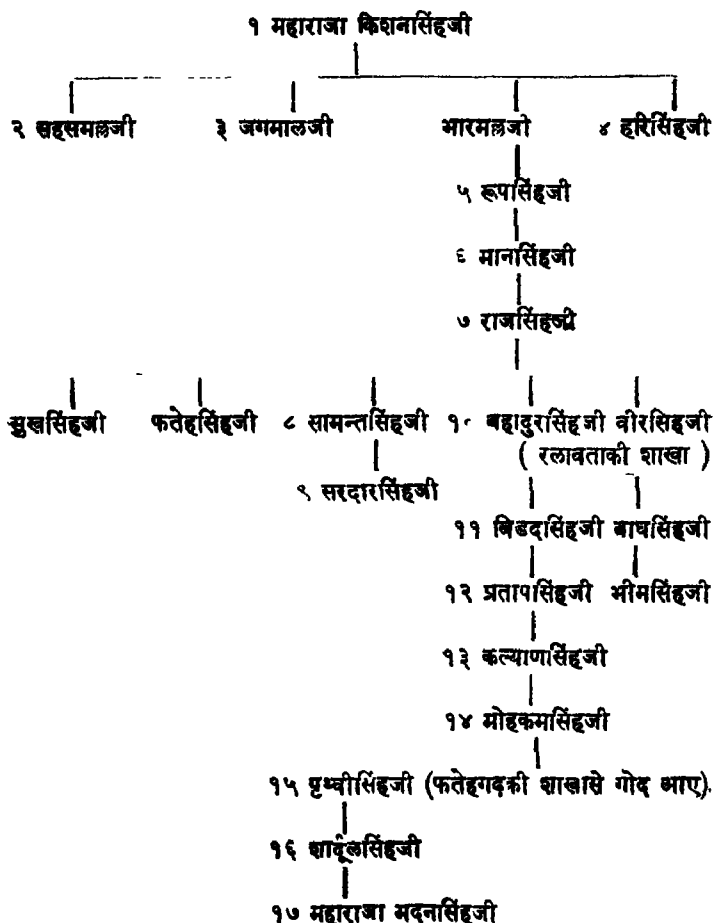 १ महाराजा किशनसिंहजी
२ सहसमलजी ३ जगमालजी भारमलजी ४ हरिसिंहजी
५ रूपसिंहजी
६ मानसिंहजी
७ राजसिंहजी
सुखसिंहजी फतेहसिंहजी ८ सामन्तसिंहजी १० बहादुरसिंहजी वीरसिंहजी
( रलावताकी शाखा )
९ सरदारसिंहजी
११ बिडदसिंहजी बाघसिंहजी
१२ प्रतापसिंहजी भीमसिंहजी
१३ कल्याणसिंहजी
१४ मोहकमसिंहजी
१५ पृथ्वीसिंहजी (फतेहगढकी शाखासे गोद आए).
१६ शार्दूलसिंहजी
१७ महाराजा मदनसिंहजी